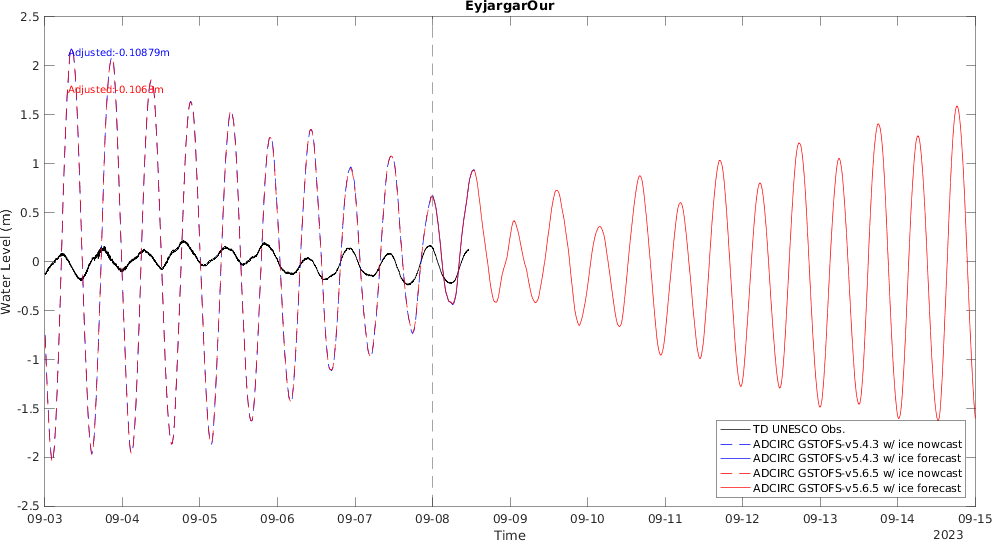 EyjargarOur
Adjusted:-0.10879m
Water Level (m)
2.5
2
1.5
1
0.5
0
-0.5
-1
-1.5
-2
-2.5
TD UNESCO Obs.
ADCIRC GSTOFS-v5.4.3 w/ ice nowcast
ADCIRC GSTOFS-v5.4.3 w/ ice forecast
ADCIRC GSTOFS-v5.6.5 w/ ice nowcast
ADCIRC GSTOFS-v5.6.5 w/ ice forecast
09-03 09-04 09-05 09-06 09-07 09-08 09-09 09-10 09-11 09-12 09-13 09-14 09-15
Time
2023